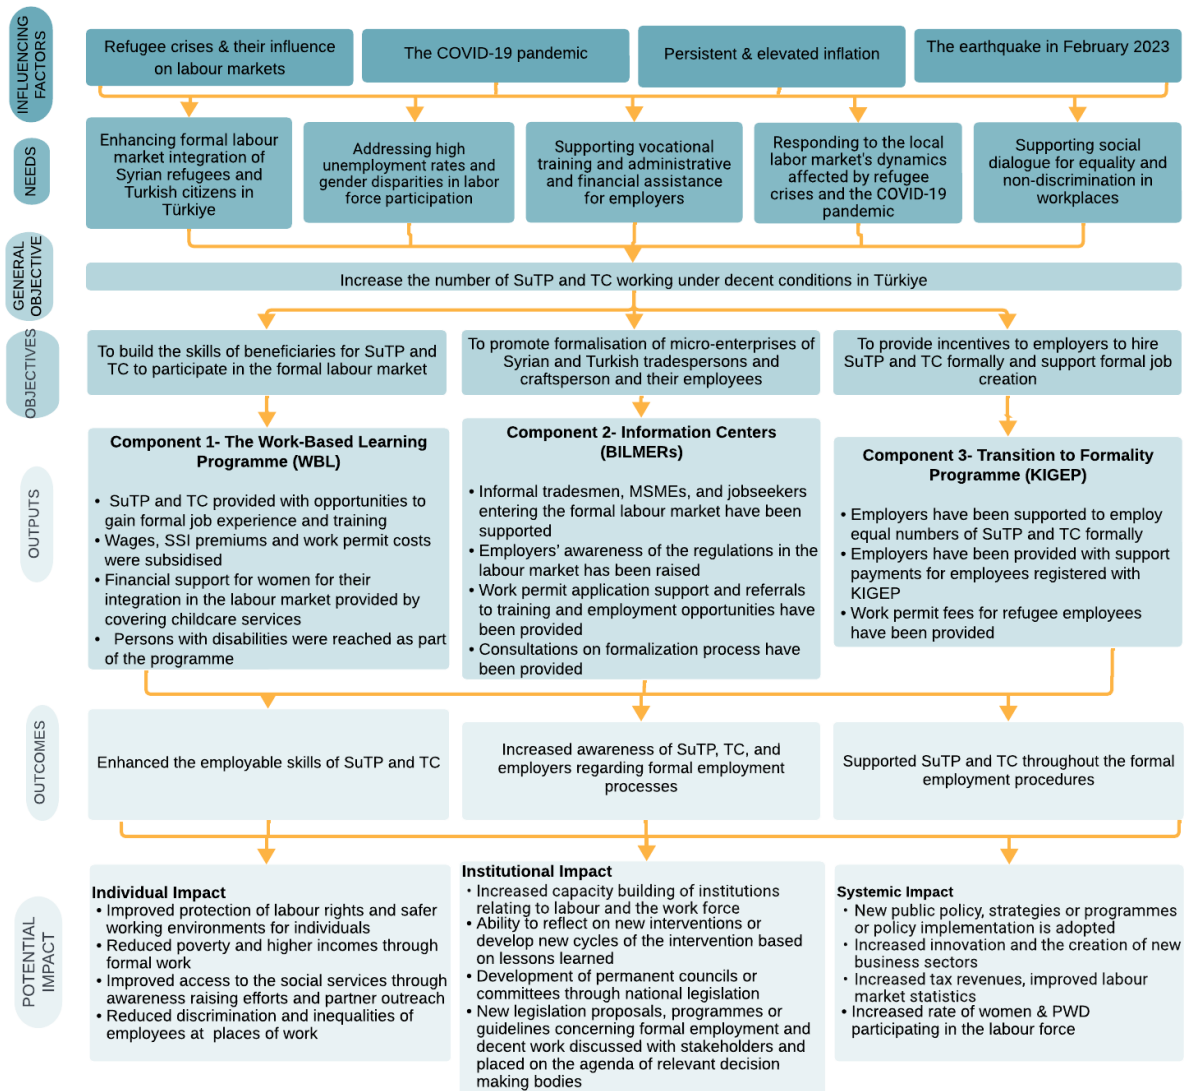 INFLUENCING
FACTORS
Refugee crises & their influence
on labour markets
The COVID-19 pandemic
Persistent & elevated inflation
The earthquake in February 2023
NEEDS
Enhancing formal labour
market integration of
Syrian refugees and
Turkish citizens in
Türkiye
Addressing high
unemployment rates and
gender disparities in labor
force participation
Supporting vocational
training and administrative
and financial assistance
for employers
Responding to the local
labor market's dynamics
affected by refugee
crises and the COVID-19
pandemic
Supporting social
dialogue for equality and
non-discrimination in
workplaces
GENERAL
OBJECTIVE
Increase the number of SuTP and TC working under decent conditions in Türkiye
OBJECTIVES
To build the skills of beneficiaries for SuTP and
TC to participate in the formal labour market
To promote formalisation of micro-enterprises of
Syrian and Turkish tradespersons and
craftsperson and their employees
To provide incentives to employers to hire
SuTP and TC formally and support formal job
creation
OUTPUTS
Component 1- The Work-Based Learning
Programme (WBL)
• SuTP and TC provided with opportunities to
gain formal job experience and training
• Wages, SSI premiums and work permit costs
were subsidised
• Financial support for women for their
integration in the labour market provided by
covering childcare services
• Persons with disabilities were reached as part
of the programme
Component 2- Information Centers
(BILMERs)
• Informal tradesmen, MSMEs, and jobseekers
entering the formal labour market have been
supported
• Employers' awareness of the regulations in the
labour market has been raised
• Work permit application support and referrals
to training and employment opportunities have
been provided
• Consultations on formalization process have
been provided
Component 3- Transition to Formality
Programme (KIGEP)
• Employers have been supported to employ
equal numbers of SuTP and TC formally
• Employers have been provided with support
payments for employees registered with
KIGEP
• Work permit fees for refugee employees
have been provided
OUTCOMES
Enhanced the employable skills of SuTP and TC
Increased awareness of SuTP, TC, and
employers regarding formal employment
processes
Supported SuTP and TC throughout the formal
employment procedures
POTENTIAL
IMPACT
Individual Impact
• Improved protection of labour rights and safer
working environments for individuals
• Reduced poverty and higher incomes through
formal work
• Improved access to the social services through
awareness raising efforts and partner outreach
• Reduced discrimination and inequalities of
employees at places of work
Institutional Impact
• Increased capacity building of institutions
relating to labour and the work force
• Ability to reflect on new interventions or
develop new cycles of the intervention based
on lessons learned
• Development of permanent councils or
committees through national legislation
• New legislation proposals, programmes or
guidelines concerning formal employment and
decent work discussed with stakeholders and
placed on the agenda of relevant decision
making bodies
Systemic Impact
• New public policy, strategies or programmes
or policy implementation is adopted
• Increased innovation and the creation of new
business sectors
• Increased tax revenues, improved labour
market statistics
• Increased rate of women & PWD
participating in the labour force